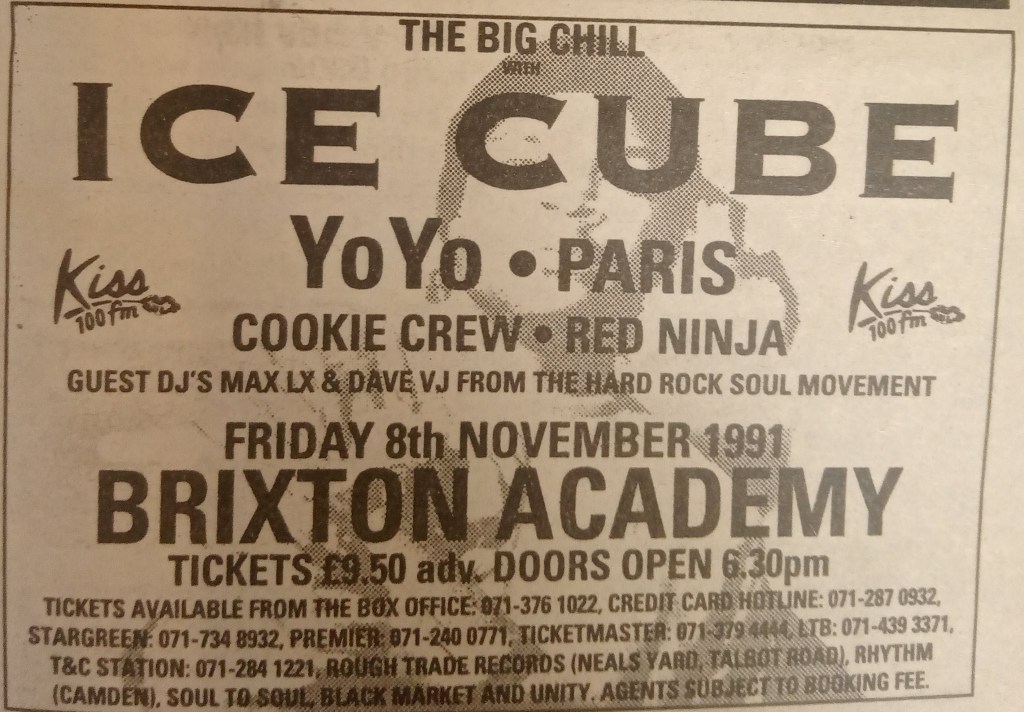 THE BIG CHILL
WITH
ICE CUBE
YoYo • PARIS
Kiss
100 fm
Kiss
100 fm
COOKIE CREW • RED NINJA
GUEST DJ'S MAX LX & DAVE VJ FROM THE HARD ROCK SOUL MOVEMENT
FRIDAY 8th NOVEMBER 1991
BRIXTON ACADEMY
TICKETS £9.50 adv. DOORS OPEN 6.30pm
TICKETS AVAILABLE FROM THE BOX OFFICE: 071-376 1022, CREDIT CARD HOTLINE: 071-287 0932,
STARGREEN: 071-734 8932, PREMIER: 071-240 0771, TICKETMASTER: 071-379 4444, LTB: 071-439 3371,
T&C STATION: 071-284 1221, ROUGH TRADE RECORDS (NEALS YARD, TALBOT ROAD), RHYTHM
(CAMDEN), SOUL TO SOUL, BLACK MARKET AND UNITY. AGENTS SUBJECT TO BOOKING FEE.